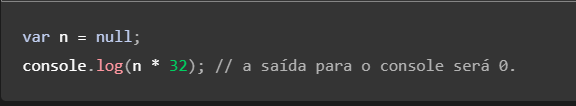 var n = null;
console.log(n * 32); // a saída para o console será 0.